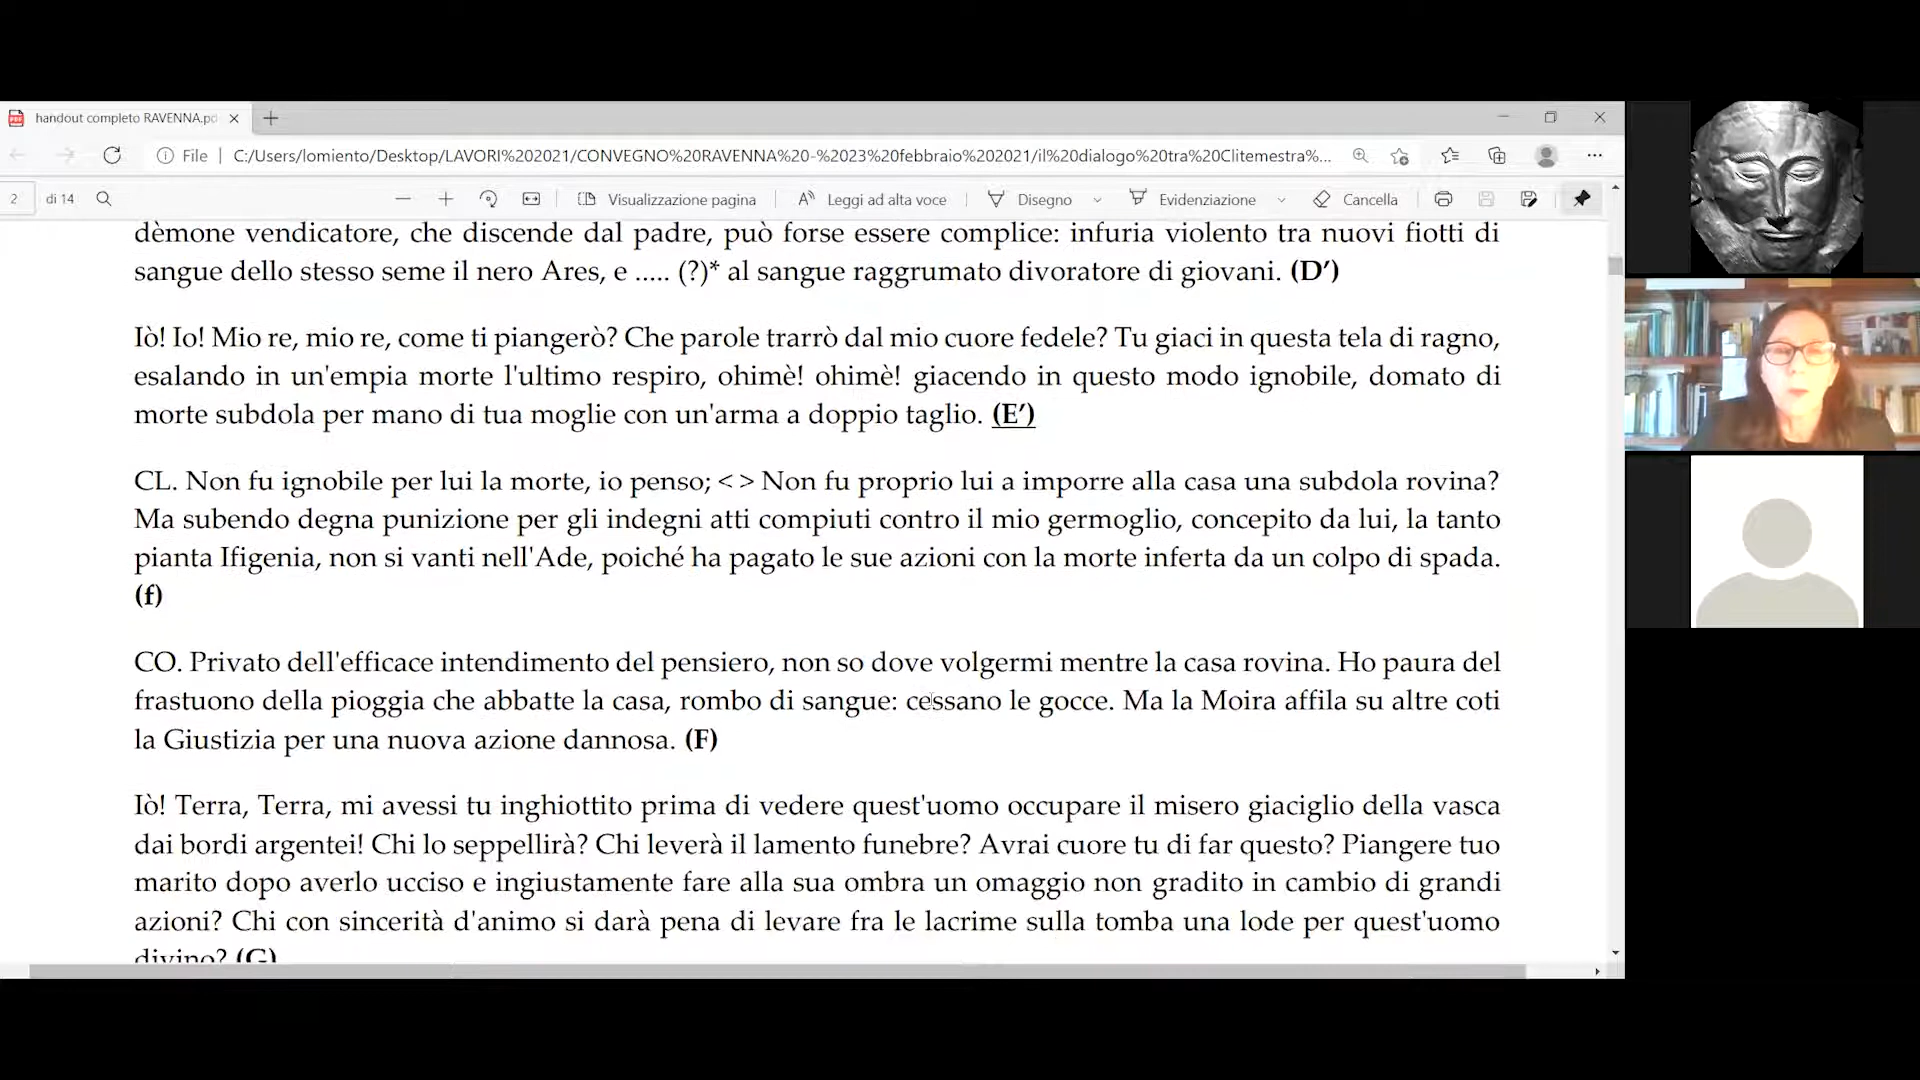 handout completo RAVENNA.pd
File
C:/Users/lomiento/Desktop/LAVORI%202021/CONVEGNO%20RAVENNA%20-%2023%20febbraio%202021/il%20dialogo%20tra%20Clitemestra%...
2 di 14
Visualizzazione pagina
Leggi ad alta voce
Disegno
Evidenziazione
Cancella
dèmone vendicatore, che discende dal padre, può forse essere complice: infuria violento tra nuovi fiotti di
sangue dello stesso seme il nero Ares, e ..... (?)* al sangue raggrumato divoratore di giovani. (D′)
Iò! Io! Mio re, mio re, come ti piangerò? Che parole trarrò dal mio cuore fedele? Tu giaci in questa tela di ragno,
esalando in un'empia morte l'ultimo respiro, ohimè! ohimè! giacendo in questo modo ignobile, domato di
morte subdola per mano di tua moglie con un'arma a doppio taglio. (E′)
CL. Non fu ignobile per lui la morte, io penso; < > Non fu proprio lui a imporre alla casa una subdola rovina?
Ma subendo degna punizione per gli indegni atti compiuti contro il mio germoglio, concepito da lui, la tanto
pianta Ifigenia, non si vanti nell'Ade, poiché ha pagato le sue azioni con la morte inferta da un colpo di spada.
(f)
CO. Privato dell'efficace intendimento del pensiero, non so dove volgermi mentre la casa rovina. Ho paura del
frastuono della pioggia che abbatte la casa, rombo di sangue: cessano le gocce. Ma la Moira affila su altre coti
la Giustizia per una nuova azione dannosa. (F)
Iò! Terra, Terra, mi avessi tu inghiottito prima di vedere quest'uomo occupare il misero giaciglio della vasca
dai bordi argentei! Chi lo seppellirà? Chi leverà il lamento funebre? Avrai cuore tu di far questo? Piangere tuo
marito dopo averlo ucciso e ingiustamente fare alla sua ombra un omaggio non gradito in cambio di grandi
azioni? Chi con sincerità d'animo si darà pena di levare fra le lacrime sulla tomba una lode per quest'uomo
divino? (G)